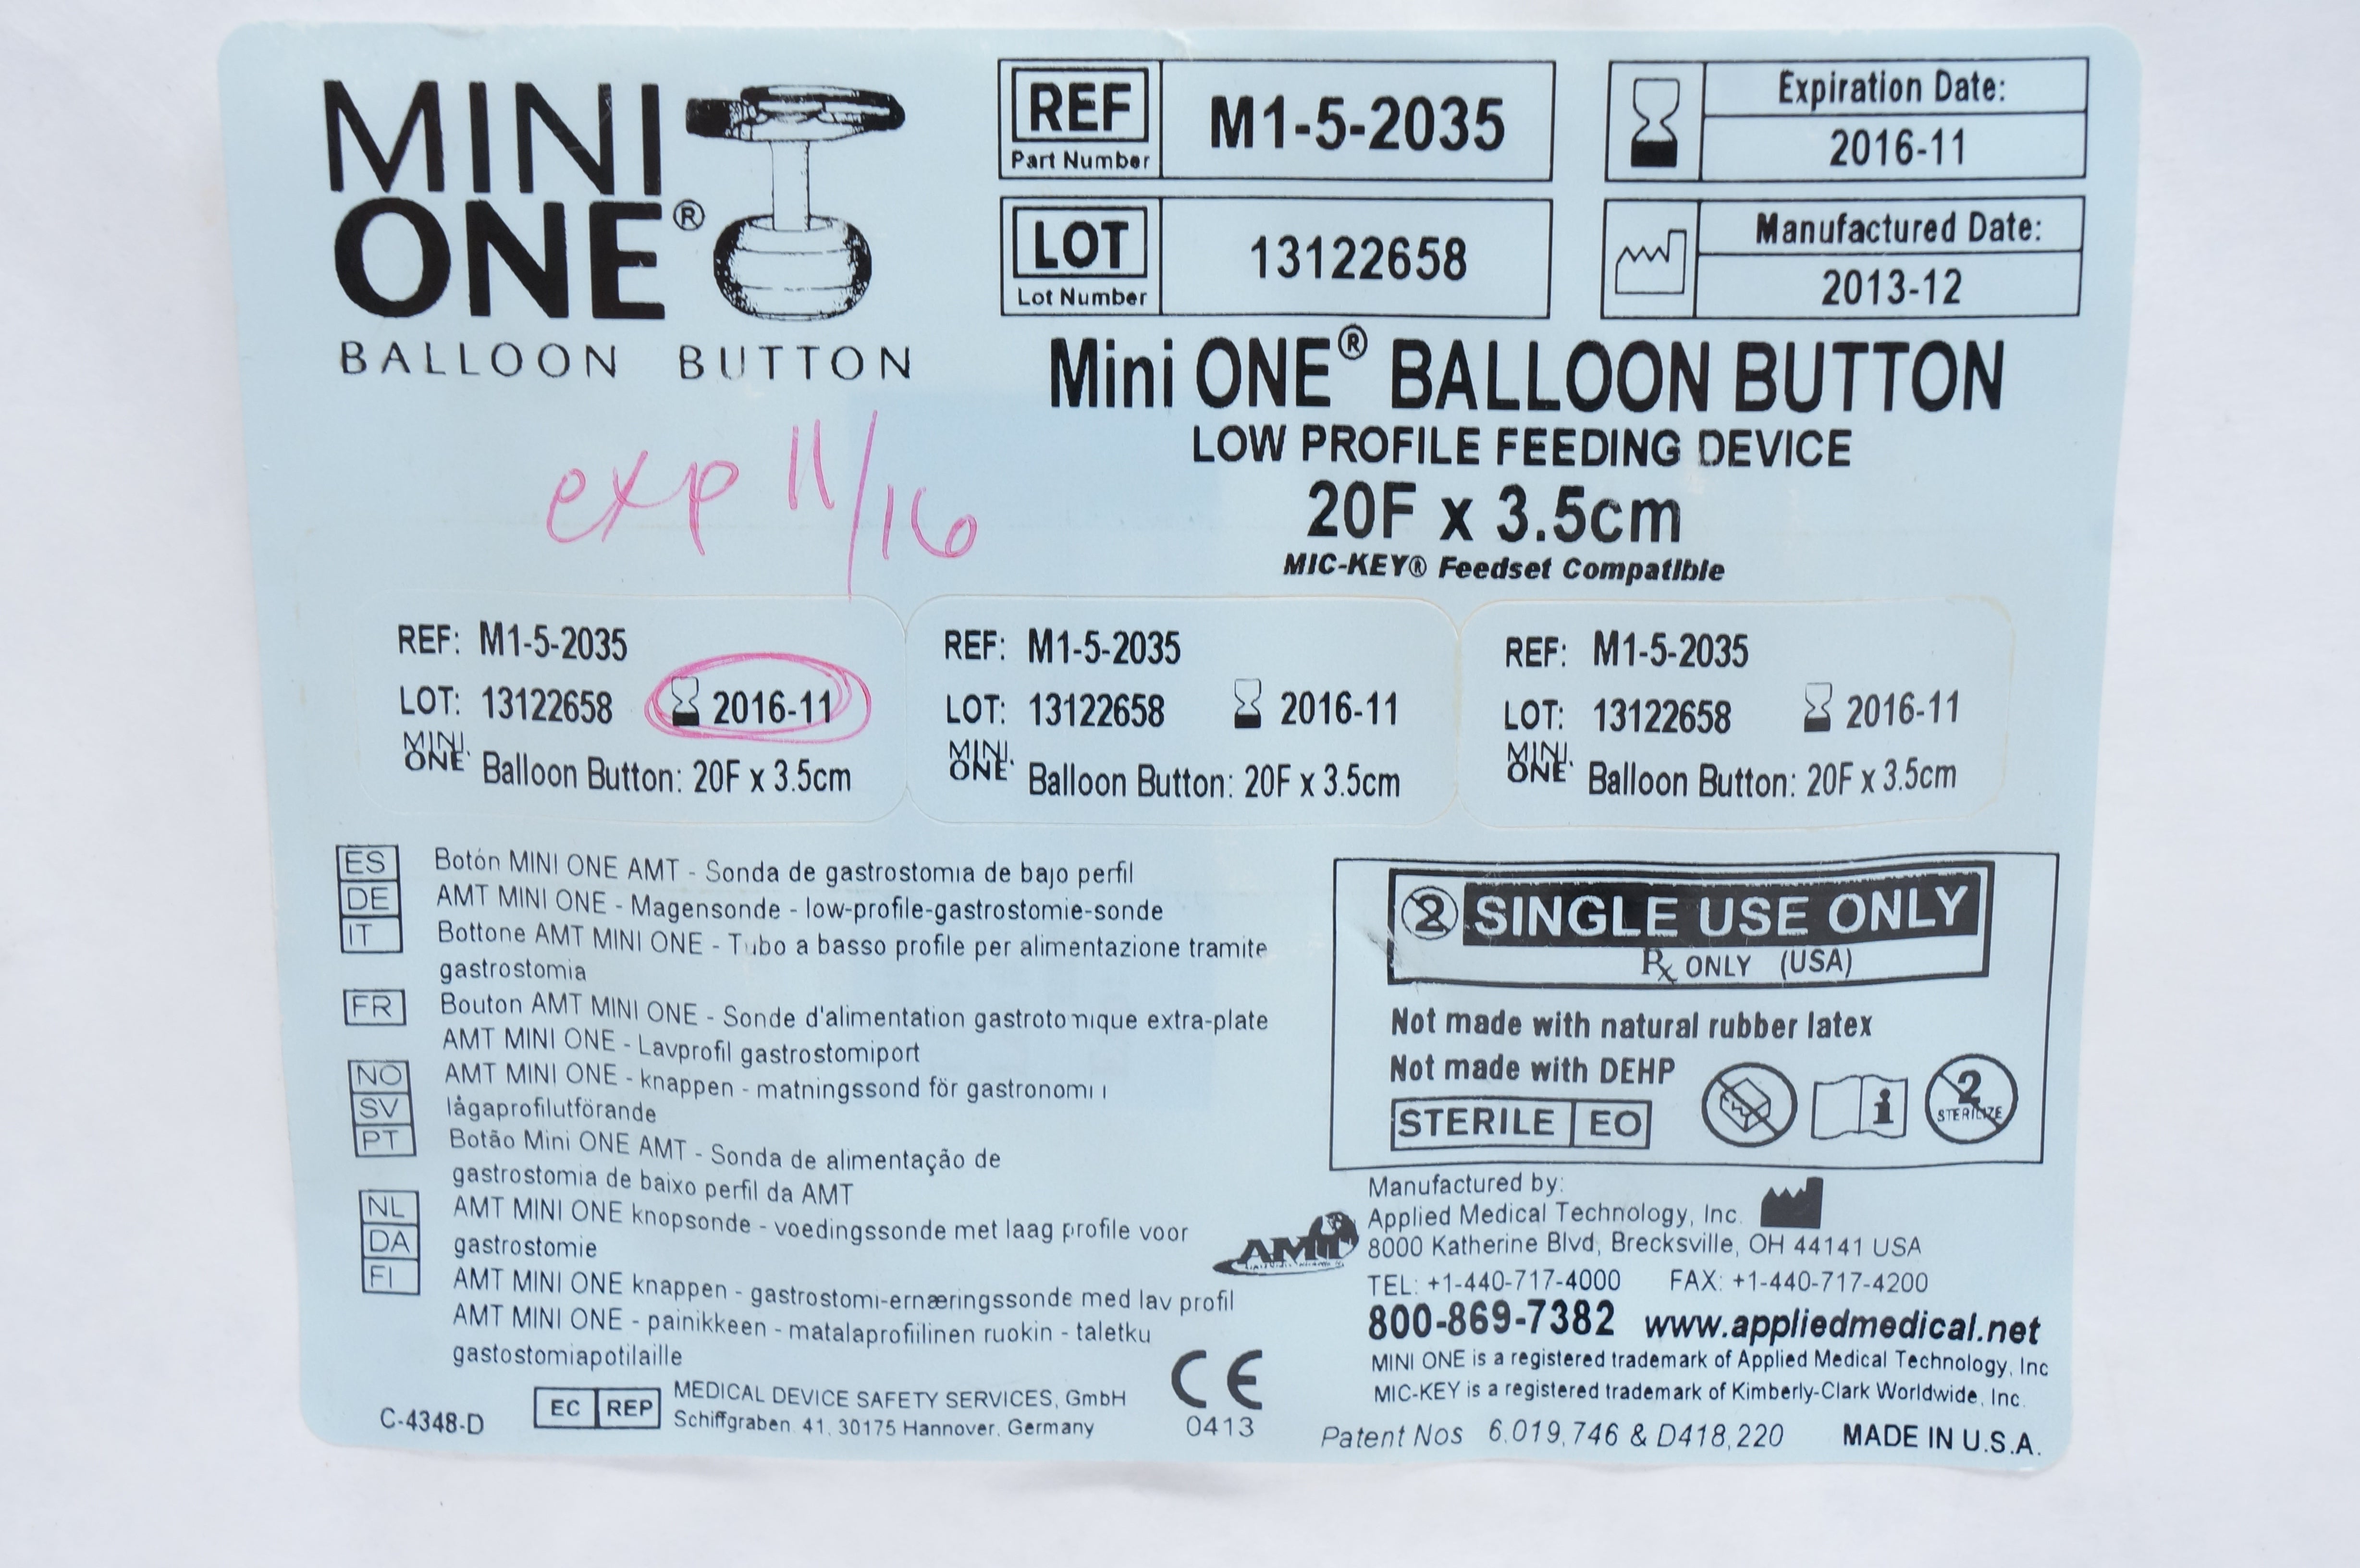 MINI
ONE®
BALLOON BUTTON
REF
Part Number
M1-5-2035
LOT
Lot Number
13122658
Expiration Date:
2016-11
Manufactured Date:
2013-12
Mini ONE® BALLOON BUTTON
LOW PROFILE FEEDING DEVICE
20F x 3.5cm
MIC-KEY® Feedset Compatible
exp 11/16
REF: M1-5-2035
LOT: 13122658 2016-11
MINI ONE Balloon Button: 20F x 3.5cm
REF: M1-5-2035
LOT: 13122658 2016-11
MINI ONE Balloon Button: 20F x 3.5cm
REF: M1-5-2035
LOT: 13122658 2016-11
MINI ONE Balloon Button: 20F x 3.5cm
ES Botón MINI ONE AMT - Sonda de gastrostomia de bajo perfil
DE AMT MINI ONE - Magensonde - low-profile-gastrostomie-sonde
IT Bottone AMT MINI ONE - Tubo a basso profile per alimentazione tramite
gastrostomia
FR Bouton AMT MINI ONE - Sonde d'alimentation gastrotomique extra-plate
AMT MINI ONE - Lavprofil gastrostomiport
NO AMT MINI ONE - knappen - matningssond för gastronomi i
SV lågaprofilutförande
PT Botão Mini ONE AMT - Sonda de alimentação de
gastrostomia de baixo perfil da AMT
NL AMT MINI ONE knopsonde - voedingssonde met laag profile voor
DA gastrostomie
FI AMT MINI ONE knappen - gastrostomi-ernæringssonde med lav profil
AMT MINI ONE - painikkeen - matalaprofiilinen ruokin - taletku
gastostomiapotilaille
C-4348-D
EC REP
MEDICAL DEVICE SAFETY SERVICES, GmbH
Schiffgraben 41, 30175 Hannover, Germany
CE
0413
2 SINGLE USE ONLY
Rx ONLY (USA)
Not made with natural rubber latex
Not made with DEHP
STERILE EO
i
2
STERILIZE
AMT
Manufactured by:
Applied Medical Technology, Inc.
8000 Katherine Blvd, Brecksville, OH 44141 USA
TEL: +1-440-717-4000 FAX: +1-440-717-4200
800-869-7382 www.appliedmedical.net
MINI ONE is a registered trademark of Applied Medical Technology, Inc
MIC-KEY is a registered trademark of Kimberly-Clark Worldwide, Inc.
Patent Nos 6,019,746 & D418,220 MADE IN U.S.A.